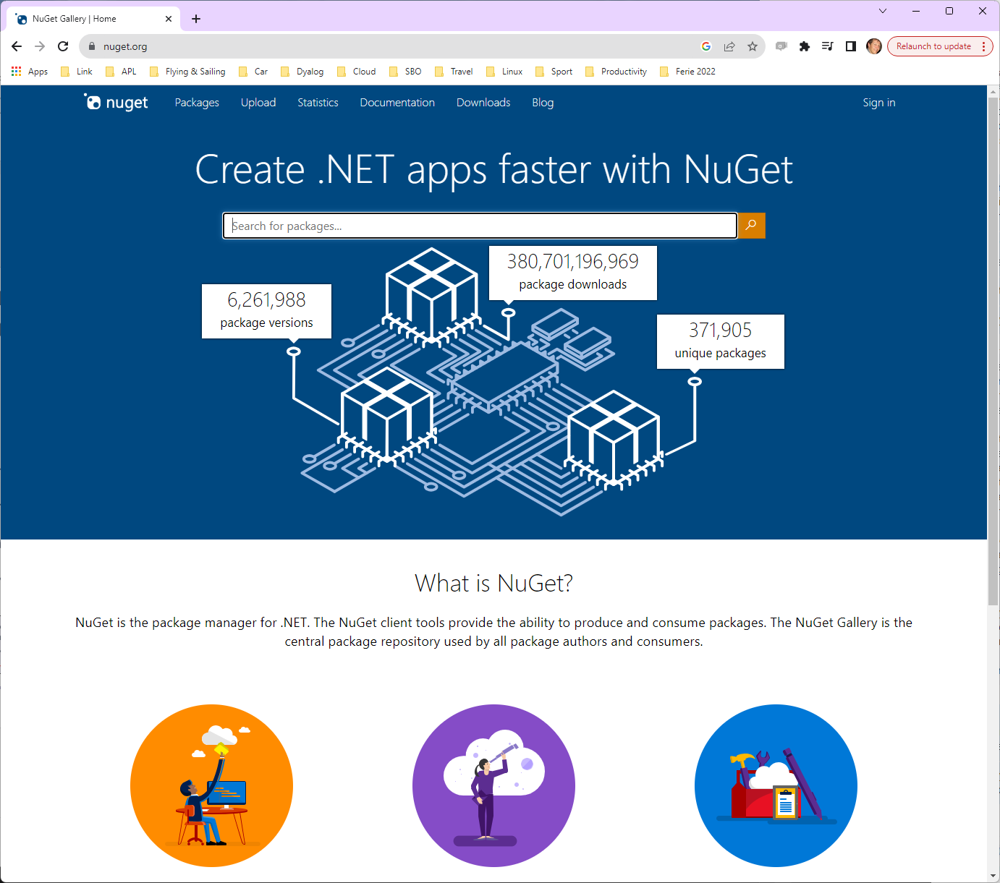 NuGet Gallery | Home
nuget.org
Relaunch to update
Apps Link APL Flying & Sailing Car Dyalog Cloud SBO Travel Linux Sport Productivity Ferie 2022
nuget Packages Upload Statistics Documentation Downloads Blog Sign in
Create .NET apps faster with NuGet
Search for packages...
380,701,196,969
package downloads
6,261,988
package versions
371,905
unique packages
What is NuGet?
NuGet is the package manager for .NET. The NuGet client tools provide the ability to produce and consume packages. The NuGet Gallery is the
central package repository used by all package authors and consumers.